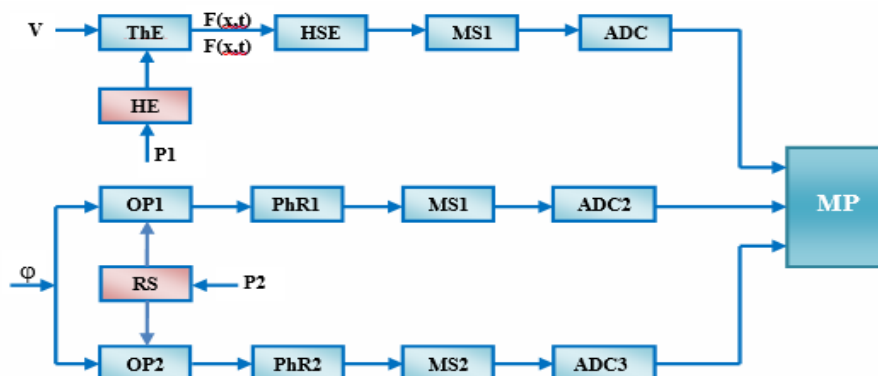 V
ThE
F(x,t)
F(x,t)
HSE
MS1
ADC
HE
P1
MP
OP1
PhR1
MS1
ADC2
φ
RS
P2
OP2
PhR2
MS2
ADC3